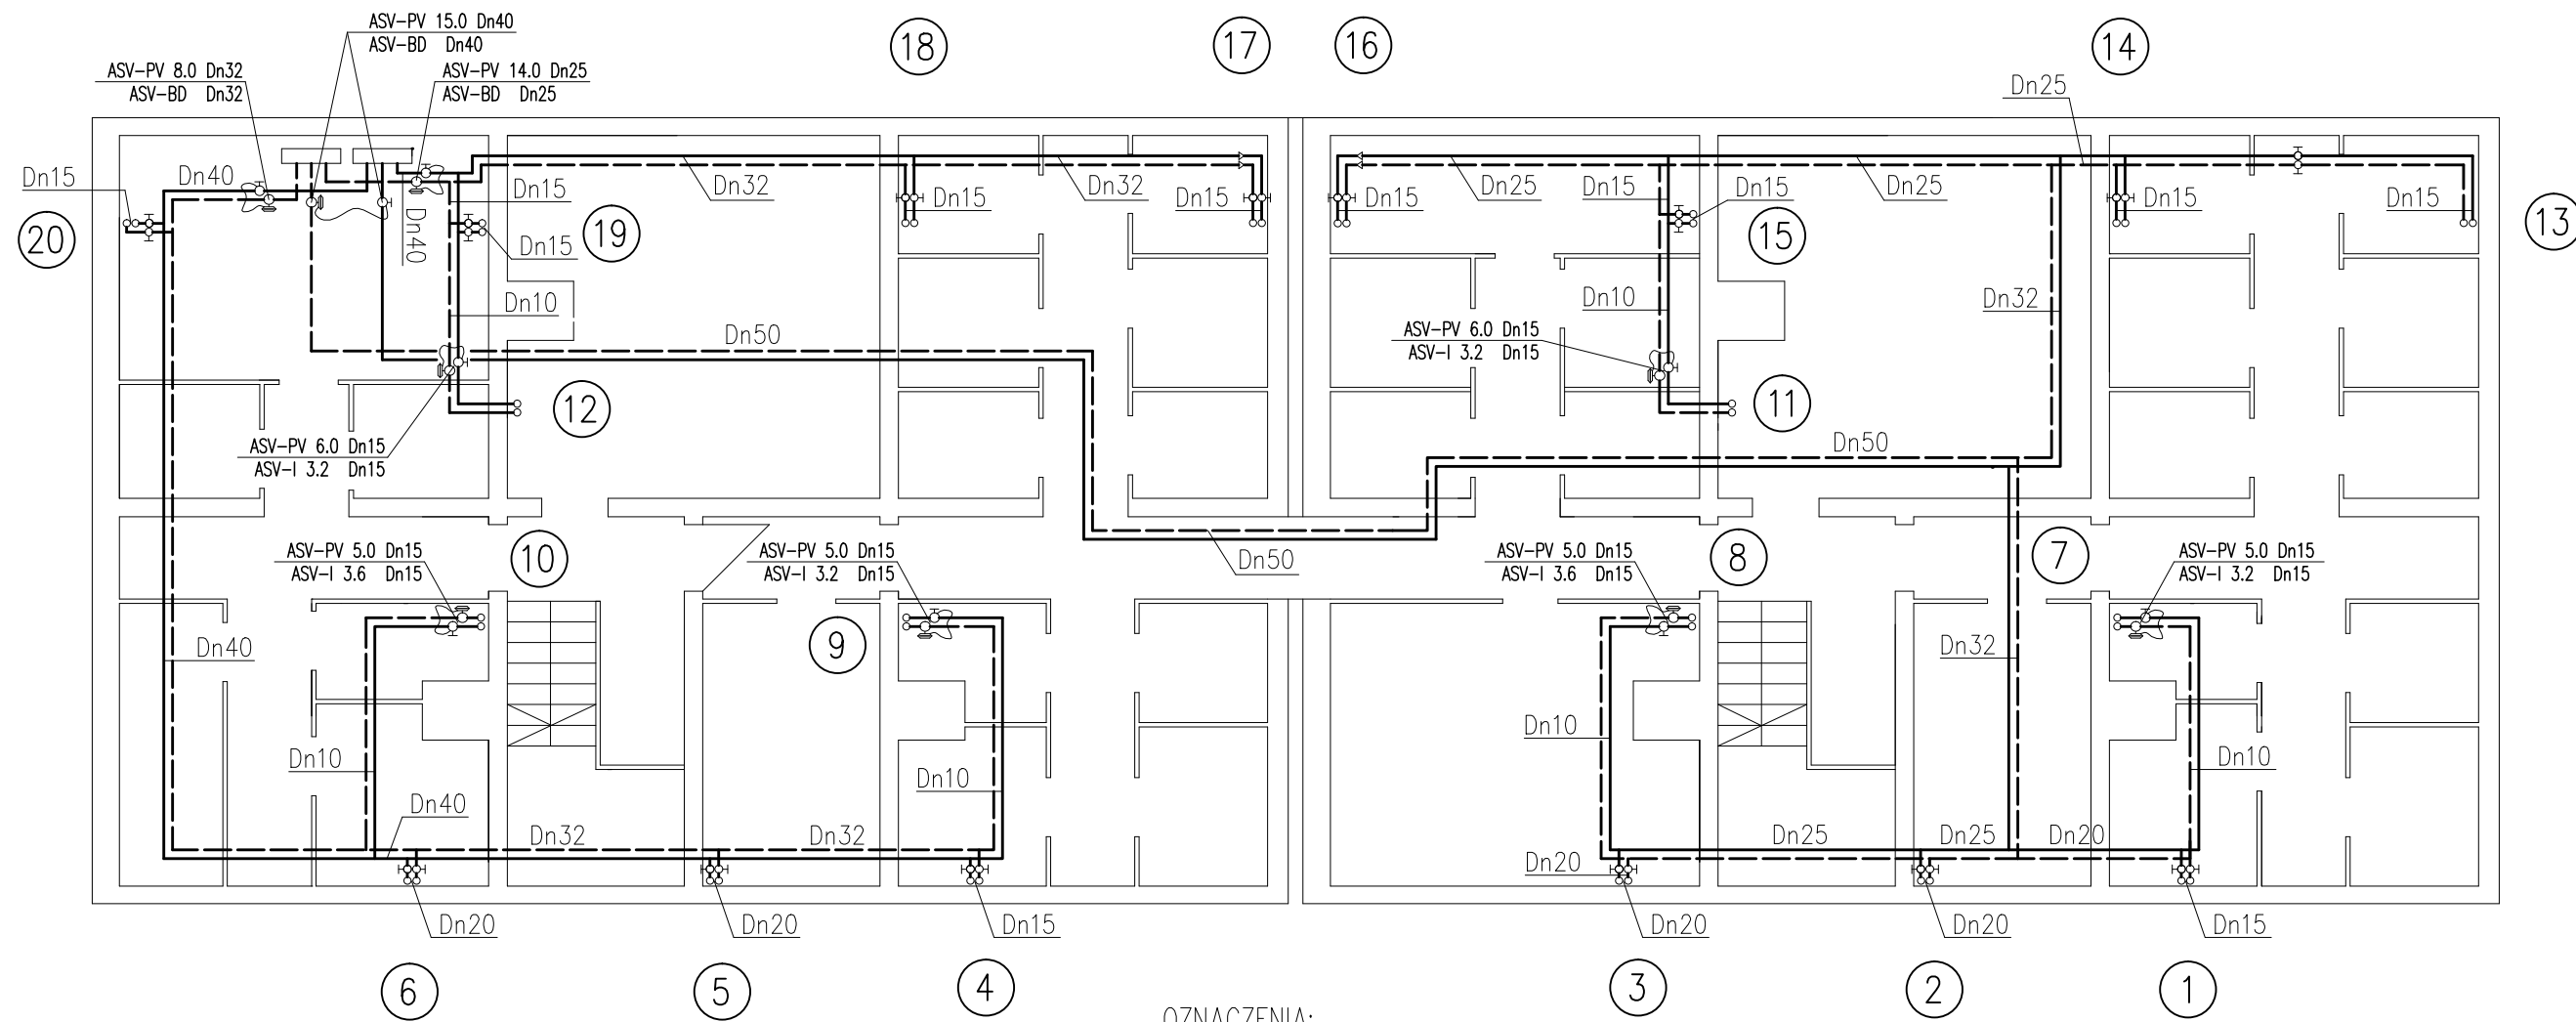 ASV-PV 15.0 Dn40
ASV-BD Dn40
18
17
16
14
ASV-PV 8.0 Dn32
ASV-BD Dn32
ASV-PV 14.0 Dn25
ASV-BD Dn25
Dn25
Dn15
Dn40
Dn15
Dn32
Dn15
Dn32
Dn15
Dn15
Dn25
Dn15
Dn15
Dn25
Dn15
Dn15
20
Dn40
Dn15
19
15
13
Dn10
Dn50
Dn10
Dn32
ASV-PV 6.0 Dn15
ASV-I 3.2 Dn15
12
11
ASV-PV 6.0 Dn15
ASV-I 3.2 Dn15
Dn50
ASV-PV 5.0 Dn15
ASV-I 3.6 Dn15
10
ASV-PV 5.0 Dn15
ASV-I 3.2 Dn15
Dn50
ASV-PV 5.0 Dn15
ASV-I 3.6 Dn15
8
7
ASV-PV 5.0 Dn15
ASV-I 3.2 Dn15
Dn40
9
Dn32
Dn10
Dn10
Dn10
Dn10
Dn40
Dn32
Dn32
Dn25
Dn25
Dn20
Dn20
Dn20
Dn20
Dn15
Dn20
Dn20
Dn15
6
5
4
3
2
1
OZNACZENIA: